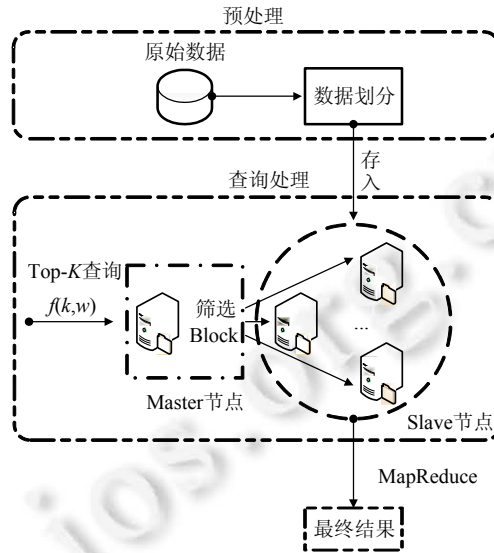 预处理
原始数据
数据划分
存入
查询处理
Top-K查询
f(k,w)
筛选
Block
...
Master节点
Slave节点
MapReduce
最终结果